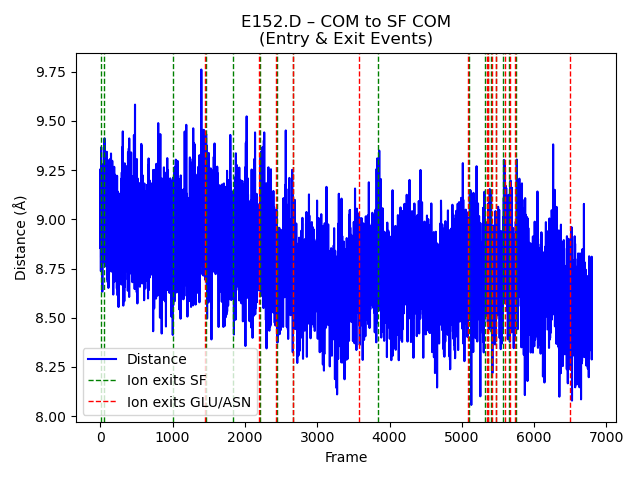 E152.D – COM to SF COM
(Entry & Exit Events)
Distance (Å)
9.75
9.50
9.25
9.00
8.75
8.50
8.25
8.00
Distance
Ion exits SF
Ion exits GLU/ASN
0 1000 2000 3000 4000 5000 6000 7000
Frame